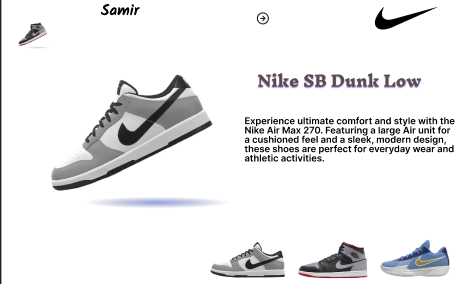 Samir
Nike SB Dunk Low
Experience ultimate comfort and style with the
Nike Air Max 270. Featuring a large Air unit for
a cushioned feel and a sleek, modern design,
these shoes are perfect for everyday wear and
athletic activities.